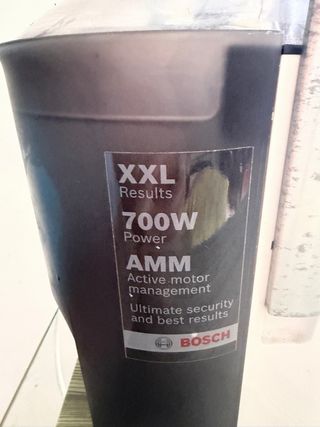 XXL
Results
700W
Power
AMM
Active motor
management
Ultimate security
and best results
BOSCH